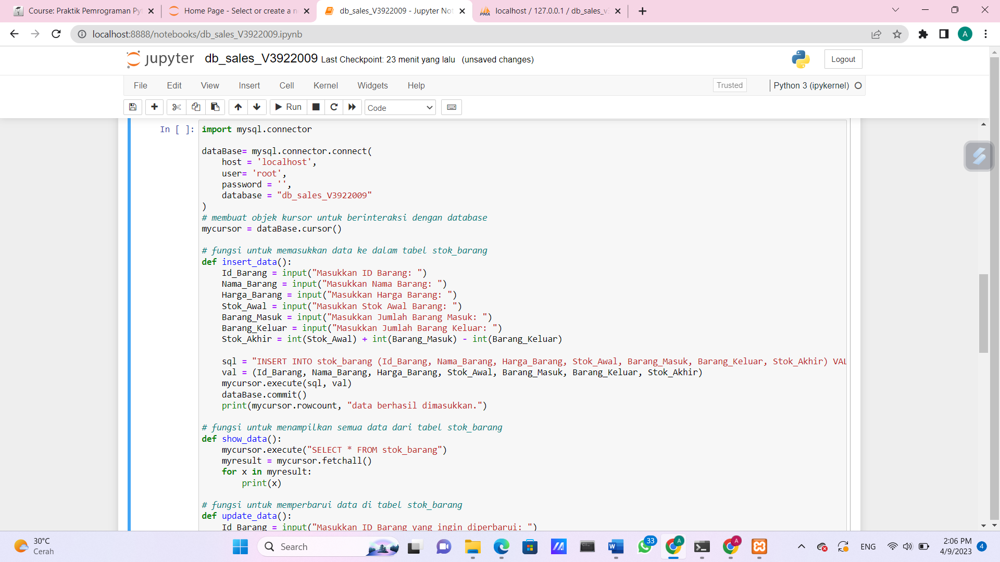 Course: Praktik Pemrograman Py
Home Page - Select or create a n
db_sales_V3922009 - Jupyter Not
localhost / 127.0.0.1 / db_sales_v3
localhost:8888/notebooks/db_sales_V3922009.ipynb
A
jupyter db_sales_V3922009 Last Checkpoint: 23 menit yang lalu (unsaved changes)
Logout
File Edit View Insert Cell Kernel Widgets Help
Trusted
Python 3 (ipykernel)
Run
Code
In [ ]:
import mysql.connector
dataBase= mysql.connector.connect(
    host = 'localhost',
    user= 'root',
    password = '',
    database = "db_sales_V3922009"
)
# membuat objek kursor untuk berinteraksi dengan database
mycursor = dataBase.cursor()
# fungsi untuk memasukkan data ke dalam tabel stok_barang
def insert_data():
    Id_Barang = input("Masukkan ID Barang: ")
    Nama_Barang = input("Masukkan Nama Barang: ")
    Harga_Barang = input("Masukkan Harga Barang: ")
    Stok_Awal = input("Masukkan Stok Awal Barang: ")
    Barang_Masuk = input("Masukkan Jumlah Barang Masuk: ")
    Barang_Keluar = input("Masukkan Jumlah Barang Keluar: ")
    Stok_Akhir = int(Stok_Awal) + int(Barang_Masuk) - int(Barang_Keluar)
    sql = "INSERT INTO stok_barang (Id_Barang, Nama_Barang, Harga_Barang, Stok_Awal, Barang_Masuk, Barang_Keluar, Stok_Akhir) VAL
    val = (Id_Barang, Nama_Barang, Harga_Barang, Stok_Awal, Barang_Masuk, Barang_Keluar, Stok_Akhir)
    mycursor.execute(sql, val)
    dataBase.commit()
    print(mycursor.rowcount, "data berhasil dimasukkan.")
# fungsi untuk menampilkan semua data dari tabel stok_barang
def show_data():
    mycursor.execute("SELECT * FROM stok_barang")
    myresult = mycursor.fetchall()
    for x in myresult:
        print(x)
# fungsi untuk memperbarui data di tabel stok_barang
def update_data():
    Id_Barang = input("Masukkan ID Barang yang ingin diperbarui: ")
30°C
Cerah
Search
33
A
A
ENG
2:06 PM
4/9/2023
4